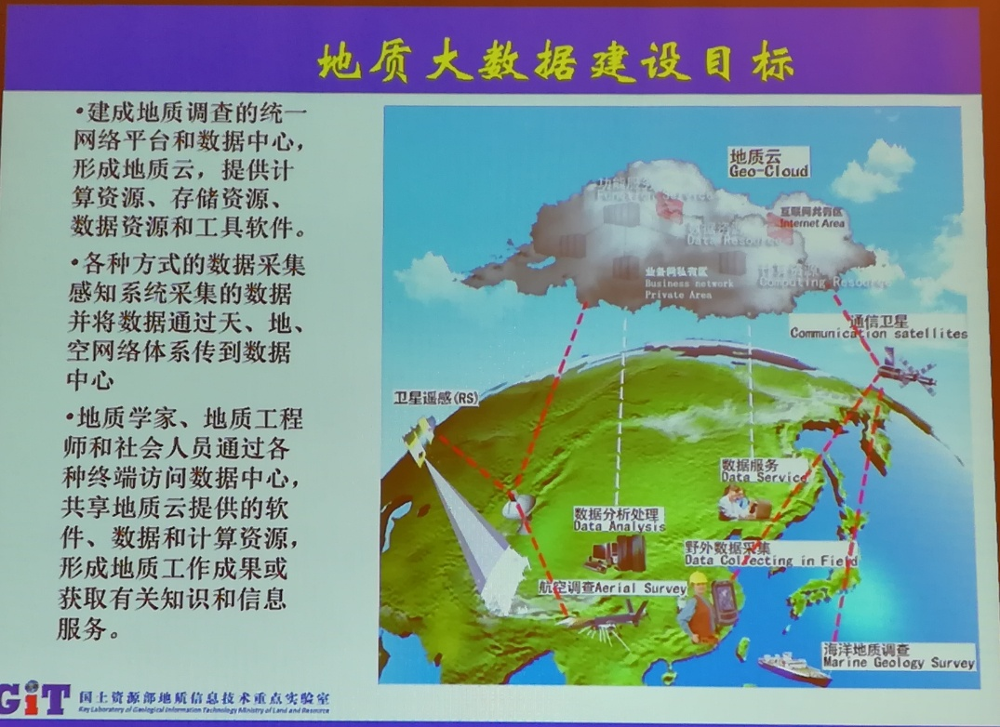 地质大数据建设目标
•建成地质调查的统一
网络平台和数据中心，
形成地质云，提供计
算资源、存储资源、
数据资源和工具软件。
•各种方式的数据采集
感知系统采集的数据
并将数据通过天、地、
空网络体系传到数据
中心
•地质学家、地质工程
师和社会人员通过各
种终端访问数据中心，
共享地质云提供的软
件、数据和计算资源，
形成地质工作成果或
获取有关知识和信息
服务。
地质云
Geo-Cloud
互联网共有区
Internet Area
Data Resource
业务网私有区
Business network
Private Area
Computing Resource
通信卫星
Communication satellites
卫星遥感(RS)
数据服务
Data Service
数据分析处理
Data Analysis
野外数据采集
Data Collecting in Field
航空调查Aerial Survey
海洋地质调查
Marine Geology Survey
GiT
国土资源部地质信息技术重点实验室
Key Laboratory of Geological Information Technology Ministry of Land and Resource